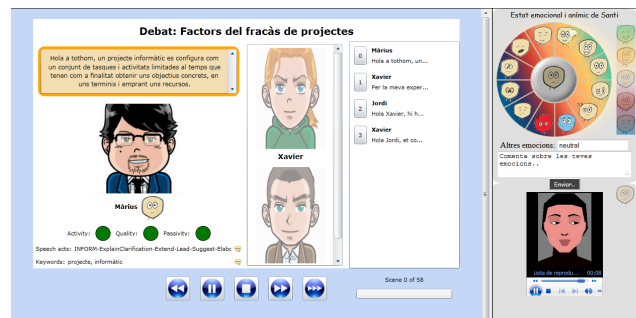 Debat: Factors del fracàs de projectes
Hola a tothom, un projecte informàtic es configura com
un conjunt de tasques i activitats limitades al temps que
tenen com a finalitat obtenir uns objectius concrets, en
uns terminis i emprant uns recursos.
Màrius
Activity: Quality: Passivity:
Speech acts: INFORM-ExplainClarification-Extend-Lead-Suggest-Elabc
Keywords: projecte, informàtic
Xavier
0 Màrius
Hola a tothom, un...
1 Xavier
Per la meva exper...
2 Jordi
Hola Xavier, hi h...
3 Xavier
Hola Jordi, et co...
Scene 0 of 58
Estat emocional i anímic de Santi
Altres emocions: neutral
Comenta sobre les teves
emocions..
Enviar..
Lista de reprodu... 00:08